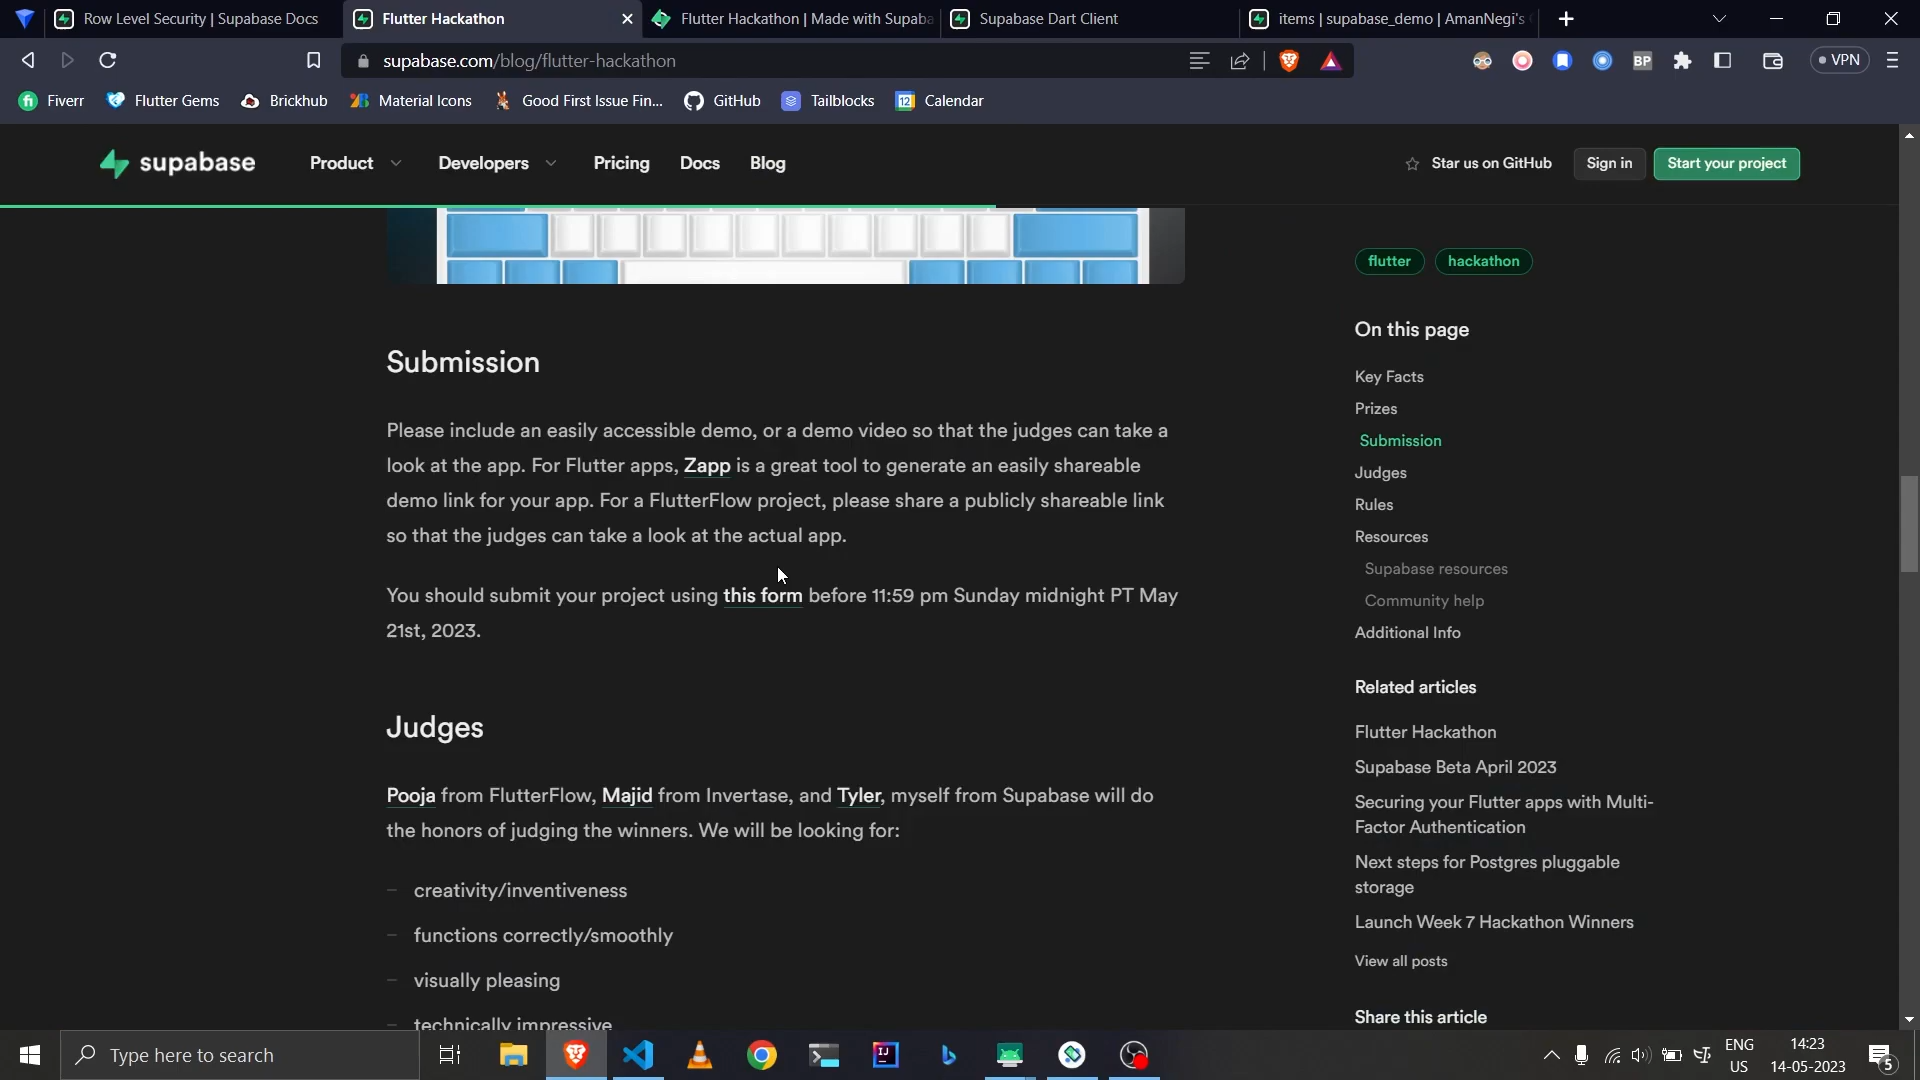 Row Level Security | Supabase Docs
Flutter Hackathon
Flutter Hackathon | Made with Supaba
Supabase Dart Client
items | supabase_demo | AmanNegi's
supabase.com/blog/flutter-hackathon
BP
VPN
Fiverr
Flutter Gems
Brickhub
Material Icons
Good First Issue Fin...
GitHub
Tailblocks
12
Calendar
supabase
Product
Developers
Pricing
Docs
Blog
Star us on GitHub
Sign in
Start your project
flutter
hackathon
Submission
Please include an easily accessible demo, or a demo video so that the judges can take a
look at the app. For Flutter apps, Zapp is a great tool to generate an easily shareable
demo link for your app. For a FlutterFlow project, please share a publicly shareable link
so that the judges can take a look at the actual app.
You should submit your project using this form before 11:59 pm Sunday midnight PT May
21st, 2023.
Judges
Pooja from FlutterFlow, Majid from Invertase, and Tyler, myself from Supabase will do
the honors of judging the winners. We will be looking for:
– creativity/inventiveness
– functions correctly/smoothly
– visually pleasing
– technically impressive
On this page
Key Facts
Prizes
Submission
Judges
Rules
Resources
Supabase resources
Community help
Additional Info
Related articles
Flutter Hackathon
Supabase Beta April 2023
Securing your Flutter apps with Multi-
Factor Authentication
Next steps for Postgres pluggable
storage
Launch Week 7 Hackathon Winners
View all posts
Share this article
Type here to search
ENG
US
14:23
14-05-2023
5